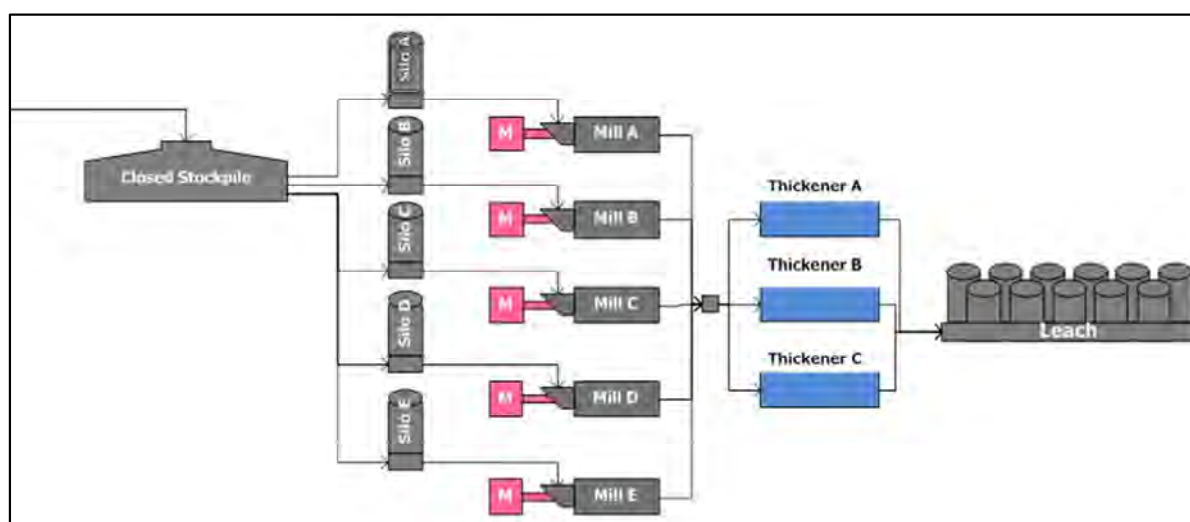 Closed Stockpile
Silo A
Silo B
Silo C
Silo D
Silo E
M
Mill A
M
Mill B
M
Mill C
M
Mill D
M
Mill E
Thickener A
Thickener B
Thickener C
Leach